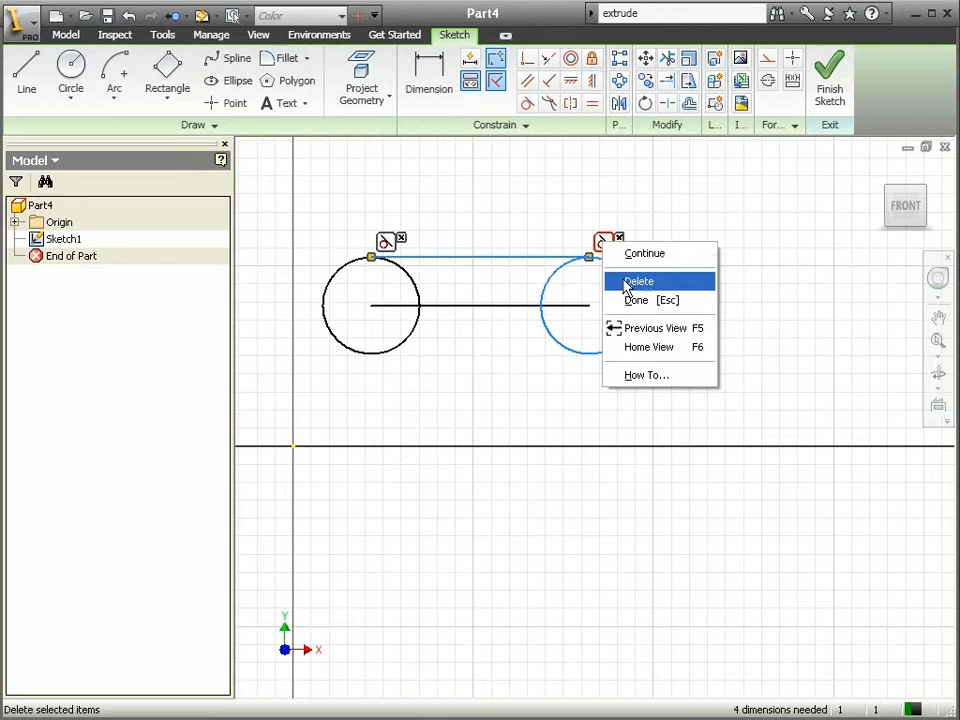 Color
Part4
extrude
PRO
Model
Inspect
Tools
Manage
View
Environments
Get Started
Sketch
Line
Circle
Arc
Rectangle
Spline
Ellipse
Point
Fillet
Polygon
Text
Project
Geometry
Dimension
Finish
Sketch
Draw
Constrain
P...
Modify
L...
I...
For...
Exit
Model
Part4
Origin
Sketch1
End of Part
FRONT
Continue
Delete
Done [Esc]
Previous View F5
Home View F6
How To...
Y
X
Delete selected items
4 dimensions needed
1
1